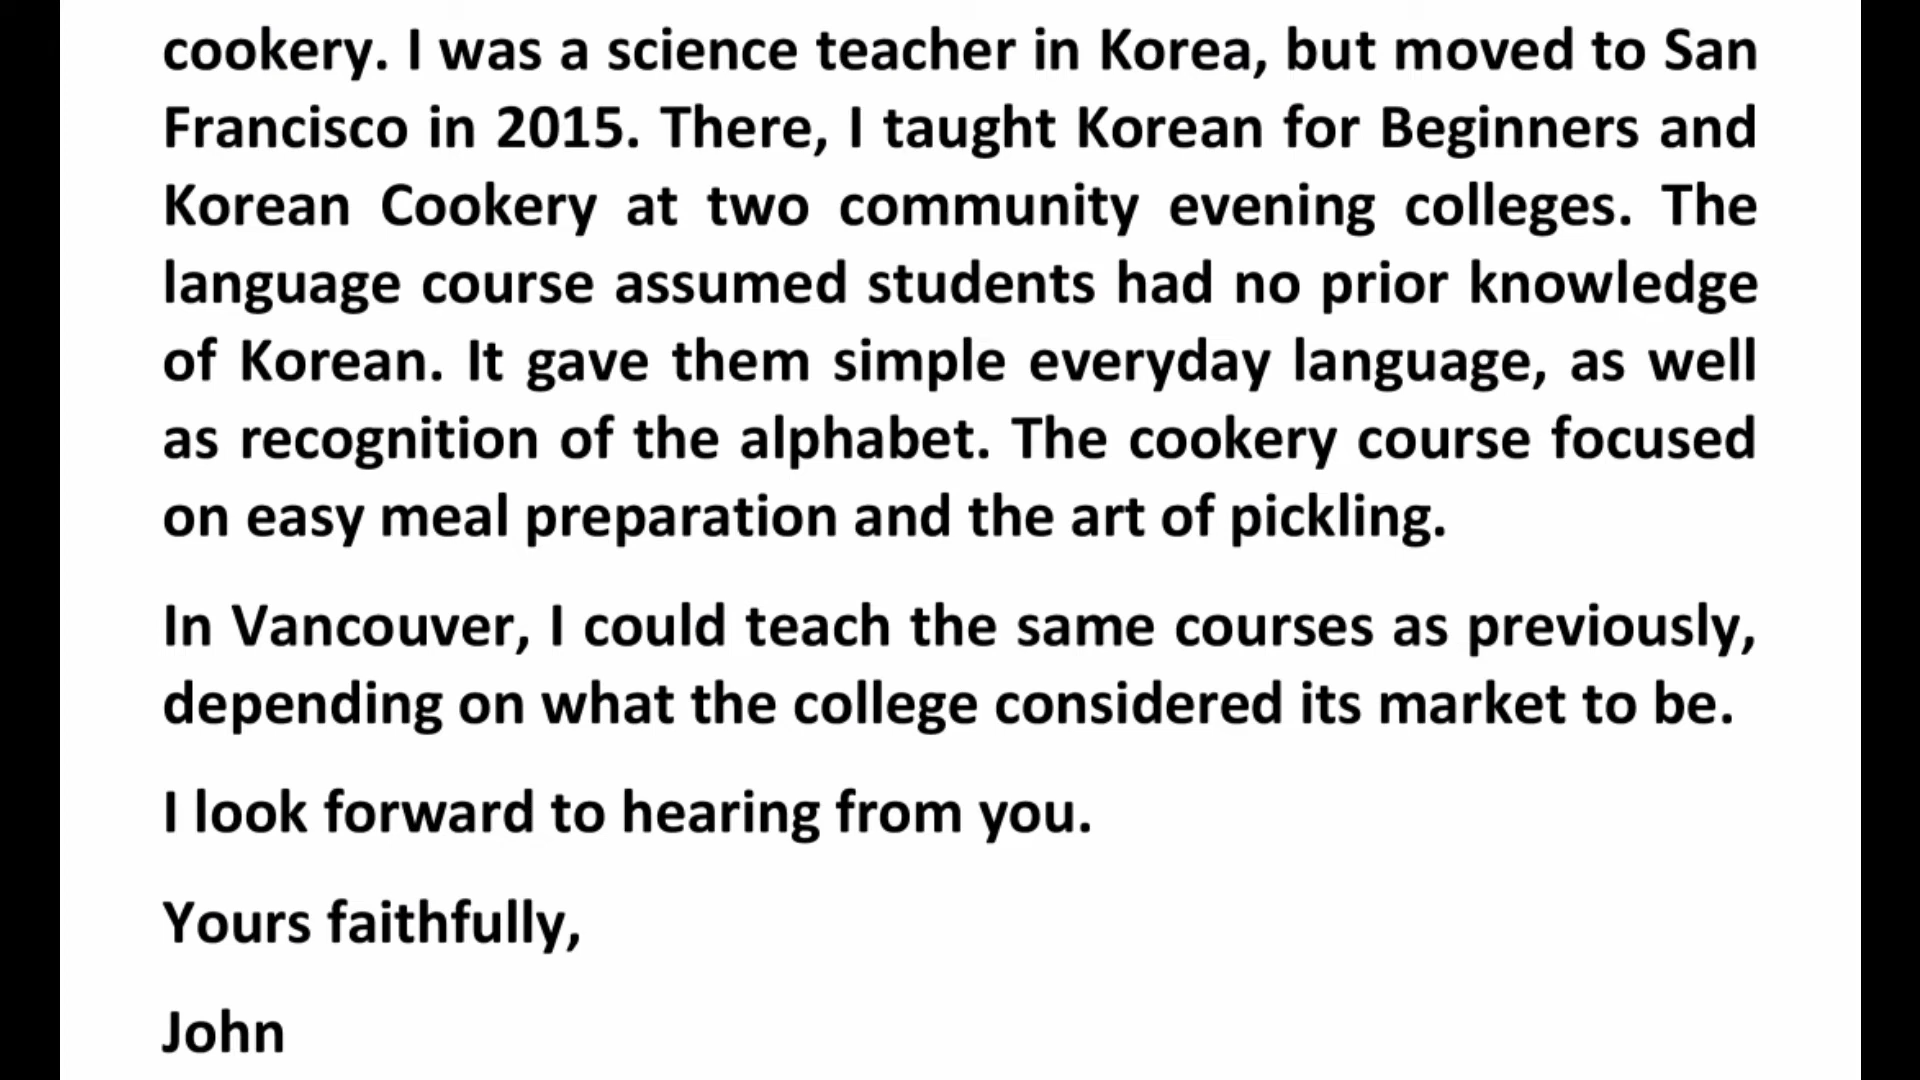 cookery. I was a science teacher in Korea, but moved to San
Francisco in 2015. There, I taught Korean for Beginners and
Korean Cookery at two community evening colleges. The
language course assumed students had no prior knowledge
of Korean. It gave them simple everyday language, as well
as recognition of the alphabet. The cookery course focused
on easy meal preparation and the art of pickling.
In Vancouver, I could teach the same courses as previously,
depending on what the college considered its market to be.
I look forward to hearing from you.
Yours faithfully,
John